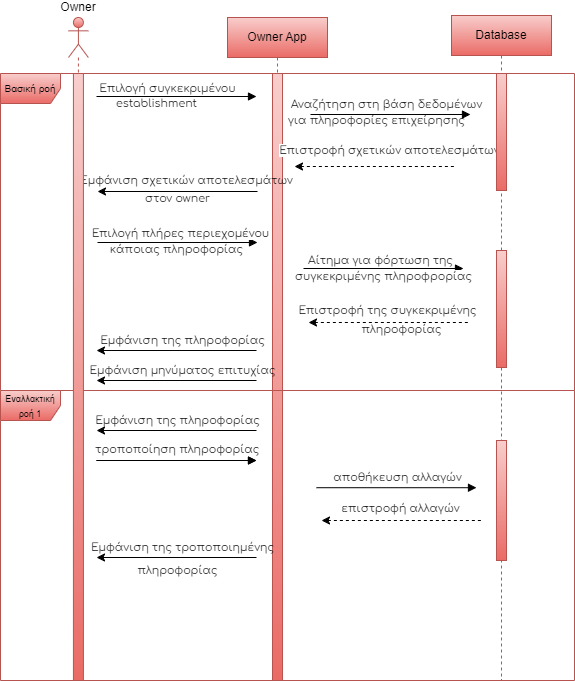 Owner
Owner App
Database
Βασική ροή
Επιλογή συγκεκριμένου
establishment
Αναζήτηση στη βάση δεδομένων
για πληροφορίες επιχείρησης
Επιστροφή σχετικών αποτελεσμάτων
Εμφάνιση σχετικών αποτελεσμάτων
στον owner
Επιλογή πλήρες περιεχομένου
κάποιας πληροφορίας
Αίτημα για φόρτωση της
συγκεκριμένης πληροφρορίας
Επιστροφή της συγκεκριμένης
πληροφορίας
Εμφάνιση της πληροφορίας
Εμφάνιση μηνύματος επιτυχίας
Εναλλακτική
ροή 1
Εμφάνιση της πληροφορίας
τροποποίηση πληροφορίας
αποθήκευση αλλαγών
επιστροφή αλλαγών
Εμφάνιση της τροποποιημένης
πληροφορίας